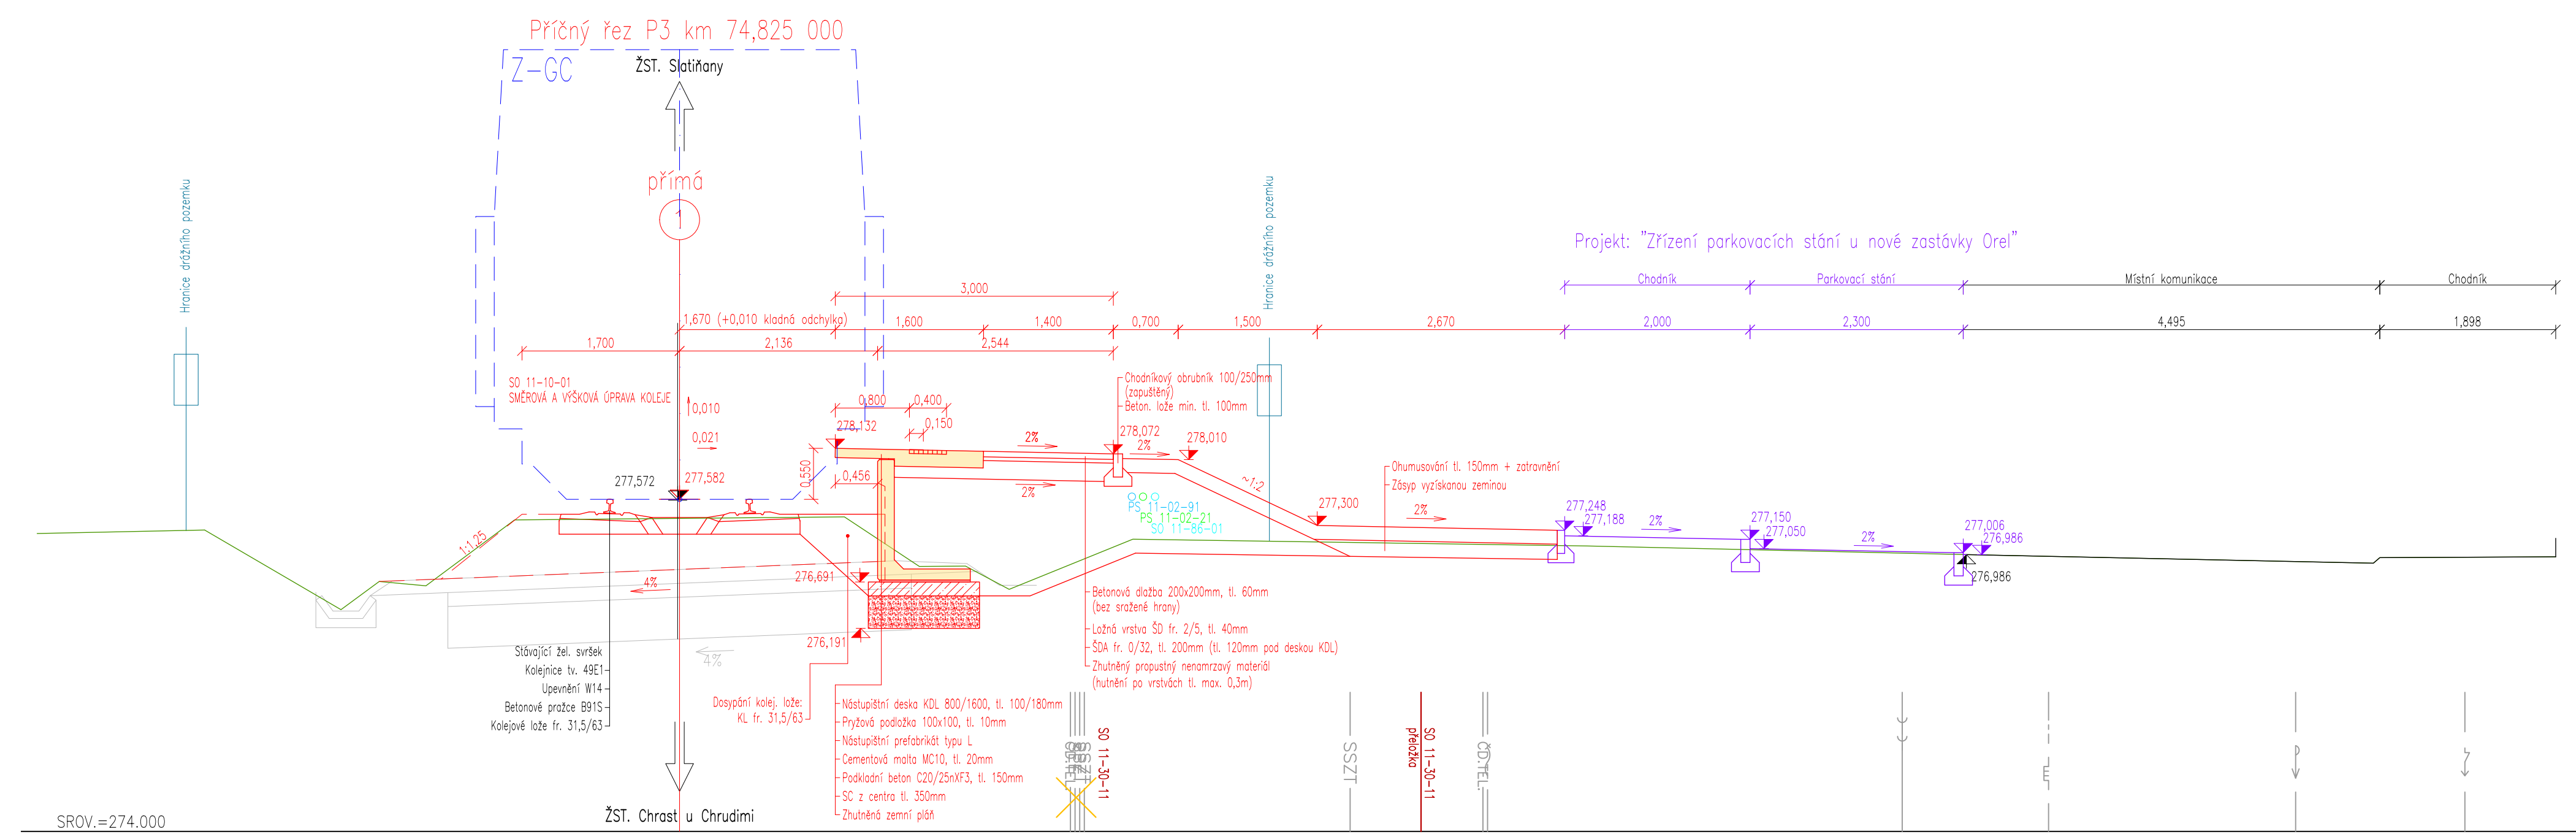 Příčný řez P3 km 74,825 000
Z-GC
ŽST. Slatiňany
přímá
1
Hranice drážního pozemku
Hranice drážního pozemku
Projekt: "Zřízení parkovacích stání u nové zastávky Orel"
Chodník
Parkovací stání
Místní komunikace
Chodník
3,000
1,670 (+0,010 kladná odchylka)
1,600
1,400
0,700
1,500
2,670
2,000
2,300
4,495
1,898
1,700
2,136
2,544
SO 11-10-01
SMĚROVÁ A VÝŠKOVÁ ÚPRAVA KOLEJE
0,010
0,021
0,800
0,400
0,150
Chodníkový obrubník 100/250mm
(zapuštěný)
Beton. lože min. tl. 100mm
278,132
2%
278,072
2%
278,010
0,550
0,456
2%
277,572
277,582
~1:2
Ohumusování tl. 150mm + zatravnění
Zásyp vyzískanou zeminou
PS 11-02-91
PS 11-02-21
SO 11-86-01
277,300
2%
277,248
277,188
2%
277,150
277,050
2%
277,006
276,986
276,986
1:1,25
4%
276,691
276,191
4%
Betonová dlažba 200x200mm, tl. 60mm
(bez sražené hrany)
Ložná vrstva ŠD fr. 2/5, tl. 40mm
ŠDA fr. 0/32, tl. 200mm (tl. 120mm pod deskou KDL)
Zhutněný propustný nenamrzavý materiál
(hutnění po vrstvách tl. max. 0,3m)
Stávající žel. svršek
Kolejnice tv. 49E1
Upevnění W14
Betonové pražce B91S
Kolejové lože fr. 31,5/63
Dosypání kolej. lože:
KL fr. 31,5/63
Nástupištní deska KDL 800/1600, tl. 100/180mm
Pryžová podložka 100x100, tl. 10mm
Nástupištní prefabrikát typu L
Cementová malta MC10, tl. 20mm
Podkladní beton C20/25nXF3, tl. 150mm
SC z centra tl. 350mm
Zhutněná zemní pláň
SSZT
SO 11-30-11
SSZT
přeložka
SO 11-30-11
ČD.TEL.
ŽST. Chrast u Chrudimi
SROV.=274.000